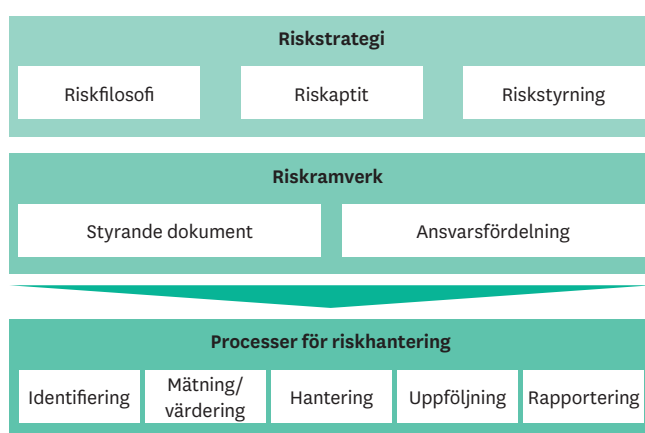 Riskstrategi
Riskfilosofi
Riskaptit
Riskstyrning
Riskramverk
Styrande dokument
Ansvarsfördelning
Processer för riskhantering
Identifiering
Mätning/
värdering
Hantering
Uppföljning
Rapportering